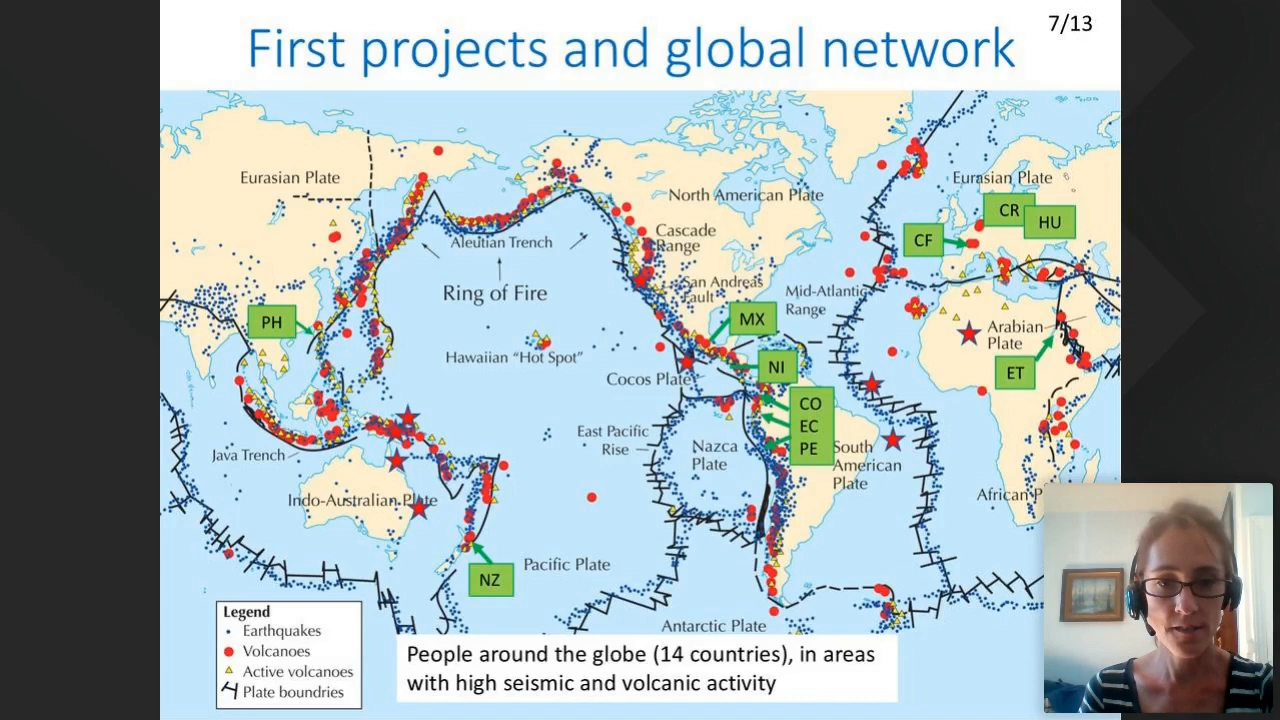 First projects and global network
7/13
Eurasian Plate
North American Plate
Eurasian Plate
CR
HU
CF
Aleutian Trench
Cascade
Range
Ring of Fire
San Andreas
Fault
Mid-Atlantic
Range
PH
MX
Arabian
Plate
Hawaiian “Hot Spot”
NI
ET
Cocos Plate
CO
EC
PE
East Pacific
Rise
Nazca
Plate
South
American
Plate
Java Trench
Indo-Australian Plate
African P
NZ
Pacific Plate
Antarctic Plate
Legend
Earthquakes
Volcanoes
Active volcanoes
Plate boundries
People around the globe (14 countries), in areas
with high seismic and volcanic activity